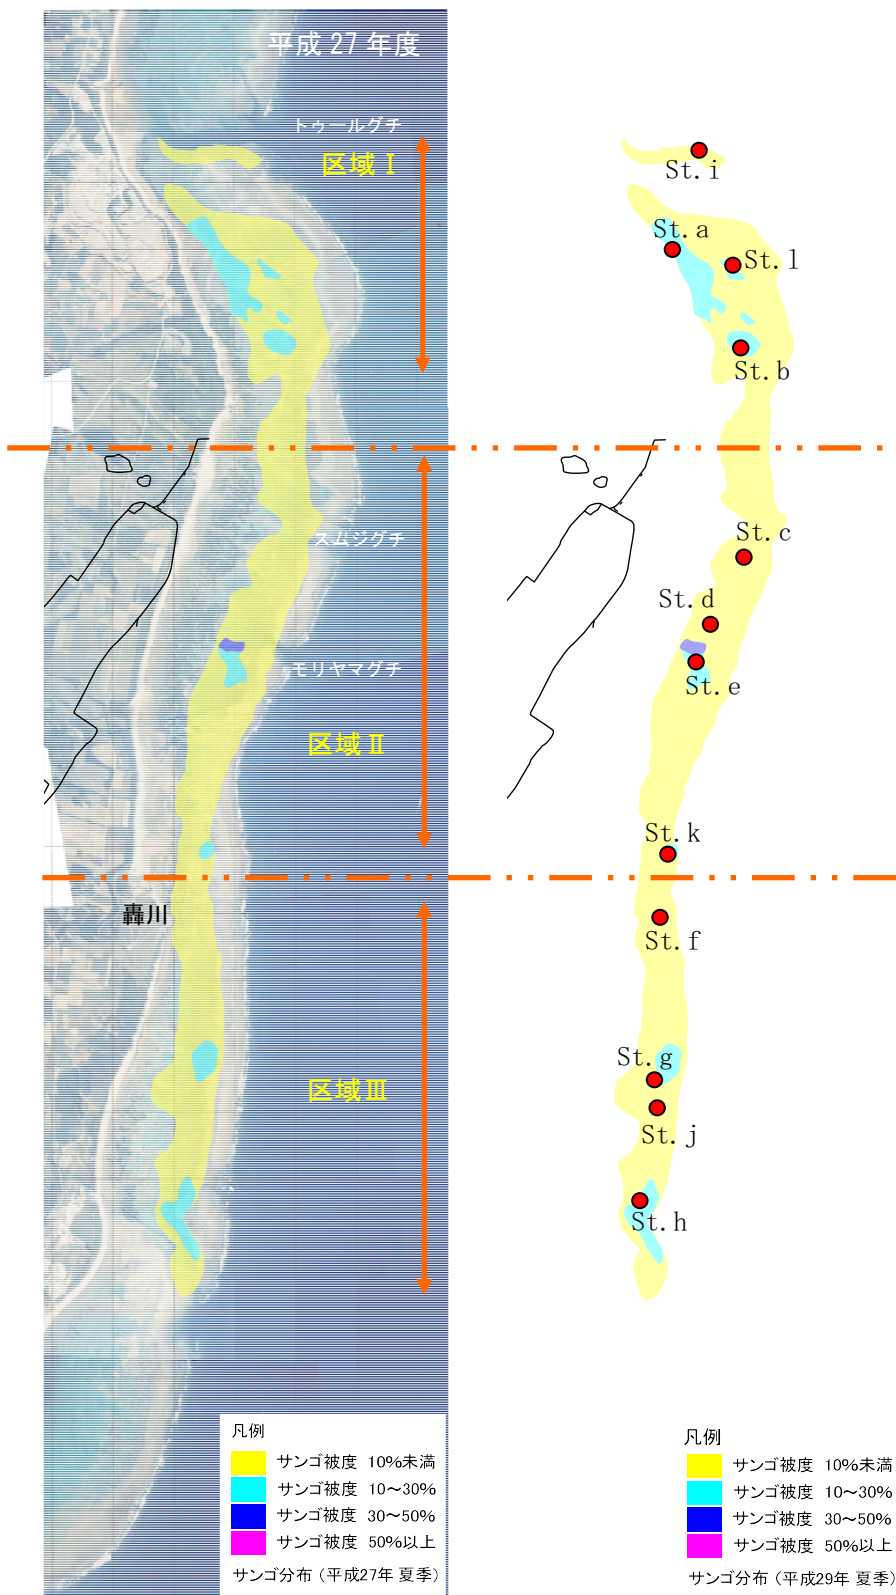 平成 27 年度
トゥールグチ
区域 Ⅰ
スムジグチ
モリヤマグチ
区域 Ⅱ
轟川
区域 Ⅲ
凡例
サンゴ被度 10%未満
サンゴ被度 10～30%
サンゴ被度 30～50%
サンゴ被度 50%以上
サンゴ分布（平成27年 夏季）
St. i
St. a
St. l
St. b
St. c
St. d
St. e
St. k
St. f
St. g
St. j
St. h
凡例
サンゴ被度 10%未満
サンゴ被度 10～30%
サンゴ被度 30～50%
サンゴ被度 50%以上
サンゴ分布（平成29年 夏季）